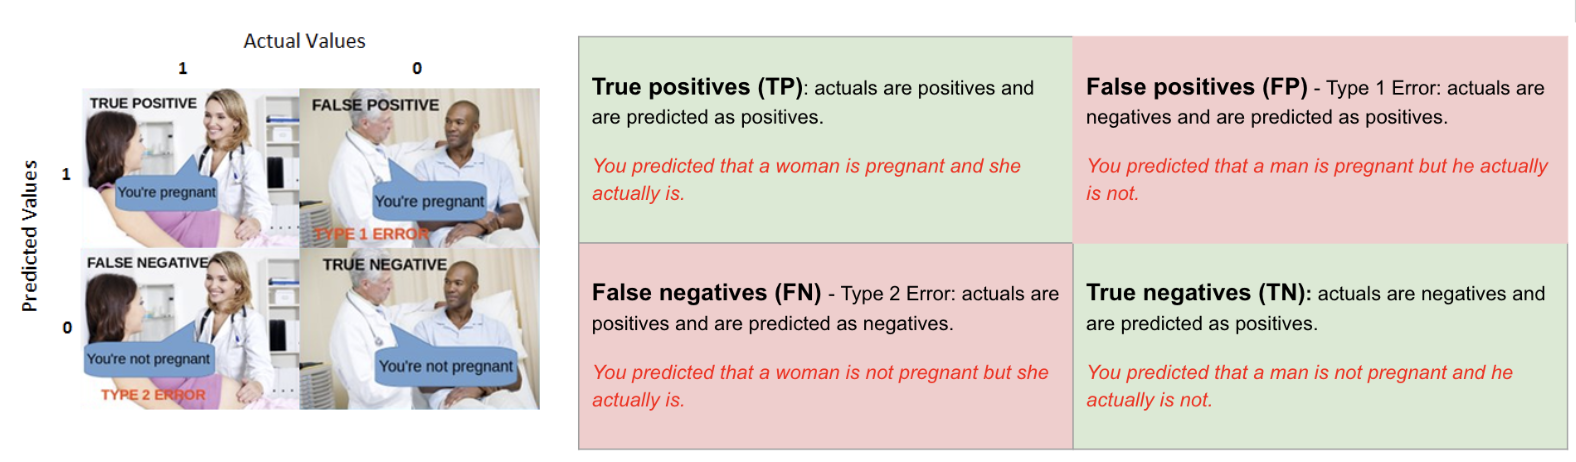 Actual Values
1
0
Predicted Values
1
0
TRUE POSITIVE
You're pregnant
FALSE POSITIVE
You're pregnant
TYPE 1 ERROR
FALSE NEGATIVE
You're not pregnant
TYPE 2 ERROR
TRUE NEGATIVE
You're not pregnant
True positives (TP): actuals are positives and
are predicted as positives.
You predicted that a woman is pregnant and she
actually is.
False positives (FP) - Type 1 Error: actuals are
negatives and are predicted as positives.
You predicted that a man is pregnant but he actually
is not.
False negatives (FN) - Type 2 Error: actuals are
positives and are predicted as negatives.
You predicted that a woman is not pregnant but she
actually is.
True negatives (TN): actuals are negatives and
are predicted as positives.
You predicted that a man is not pregnant and he
actually is not.